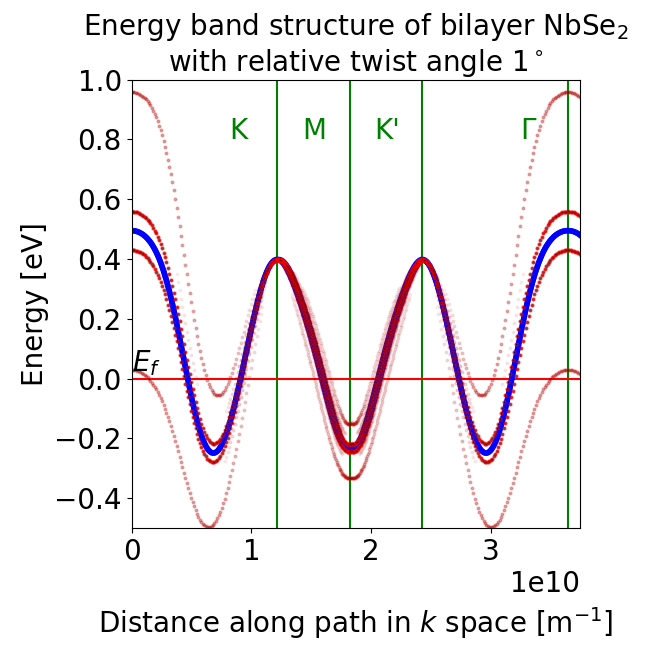 Energy band structure of bilayer NbSe₂
with relative twist angle 1°
1.0
0.8
0.6
0.4
0.2
0.0
−0.2
−0.4
Energy [eV]
K
M
K'
Γ
E_f
0
1
2
3
1e10
Distance along path in k space [m⁻¹]